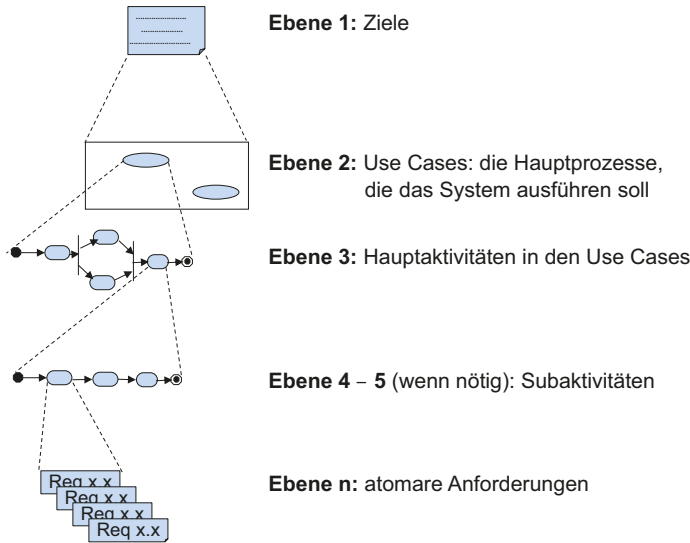 Ebene 1: Ziele
Ebene 2: Use Cases: die Hauptprozesse,
die das System ausführen soll
Ebene 3: Hauptaktivitäten in den Use Cases
Ebene 4 – 5 (wenn nötig): Subaktivitäten
Ebene n: atomare Anforderungen
Req x.x
Req x.x
Req x.x
Req x.x